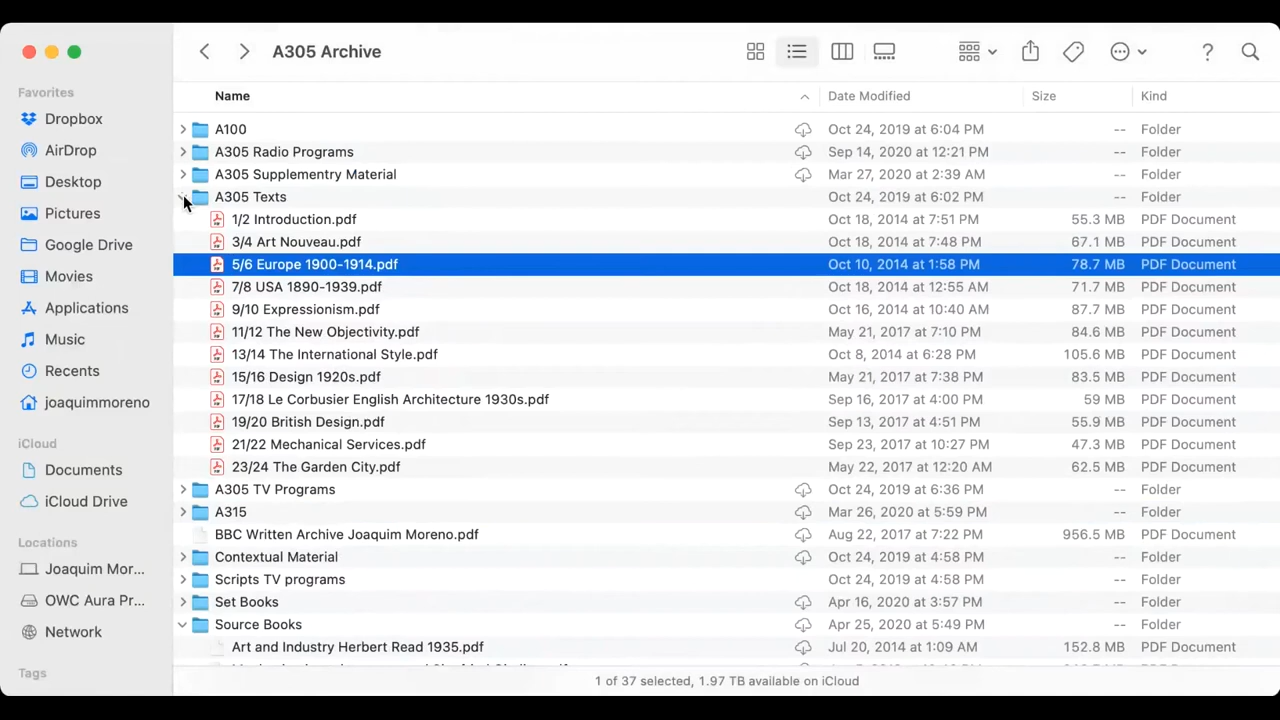 A305 Archive
Favorites
Dropbox
AirDrop
Desktop
Pictures
Google Drive
Movies
Applications
Music
Recents
joaquimmoreno
iCloud
Documents
iCloud Drive
Locations
Joaquim Mor...
OWC Aura Pr...
Network
Tags
Name Date Modified Size Kind
A100 Oct 24, 2019 at 6:04 PM -- Folder
A305 Radio Programs Sep 14, 2020 at 12:21 PM -- Folder
A305 Supplementry Material Mar 27, 2020 at 2:39 AM -- Folder
A305 Texts Oct 24, 2019 at 6:02 PM -- Folder
1/2 Introduction.pdf Oct 18, 2014 at 7:51 PM 55.3 MB PDF Document
3/4 Art Nouveau.pdf Oct 18, 2014 at 7:48 PM 67.1 MB PDF Document
5/6 Europe 1900-1914.pdf Oct 10, 2014 at 1:58 PM 78.7 MB PDF Document
7/8 USA 1890-1939.pdf Oct 18, 2014 at 12:55 AM 71.7 MB PDF Document
9/10 Expressionism.pdf Oct 16, 2014 at 10:40 AM 87.7 MB PDF Document
11/12 The New Objectivity.pdf May 21, 2017 at 7:10 PM 84.6 MB PDF Document
13/14 The International Style.pdf Oct 8, 2014 at 6:28 PM 105.6 MB PDF Document
15/16 Design 1920s.pdf May 21, 2017 at 7:38 PM 83.5 MB PDF Document
17/18 Le Corbusier English Architecture 1930s.pdf Sep 16, 2017 at 4:00 PM 59 MB PDF Document
19/20 British Design.pdf Sep 13, 2017 at 4:51 PM 55.9 MB PDF Document
21/22 Mechanical Services.pdf Sep 23, 2017 at 10:27 PM 47.3 MB PDF Document
23/24 The Garden City.pdf May 22, 2017 at 12:20 AM 62.5 MB PDF Document
A305 TV Programs Oct 24, 2019 at 6:36 PM -- Folder
A315 Mar 26, 2020 at 5:59 PM -- Folder
BBC Written Archive Joaquim Moreno.pdf Aug 22, 2017 at 7:22 PM 956.5 MB PDF Document
Contextual Material Oct 24, 2019 at 4:58 PM -- Folder
Scripts TV programs Oct 24, 2019 at 4:58 PM -- Folder
Set Books Apr 16, 2020 at 3:57 PM -- Folder
Source Books Apr 25, 2020 at 5:49 PM -- Folder
Art and Industry Herbert Read 1935.pdf Jul 20, 2014 at 1:09 AM 152.8 MB PDF Document
1 of 37 selected, 1.97 TB available on iCloud